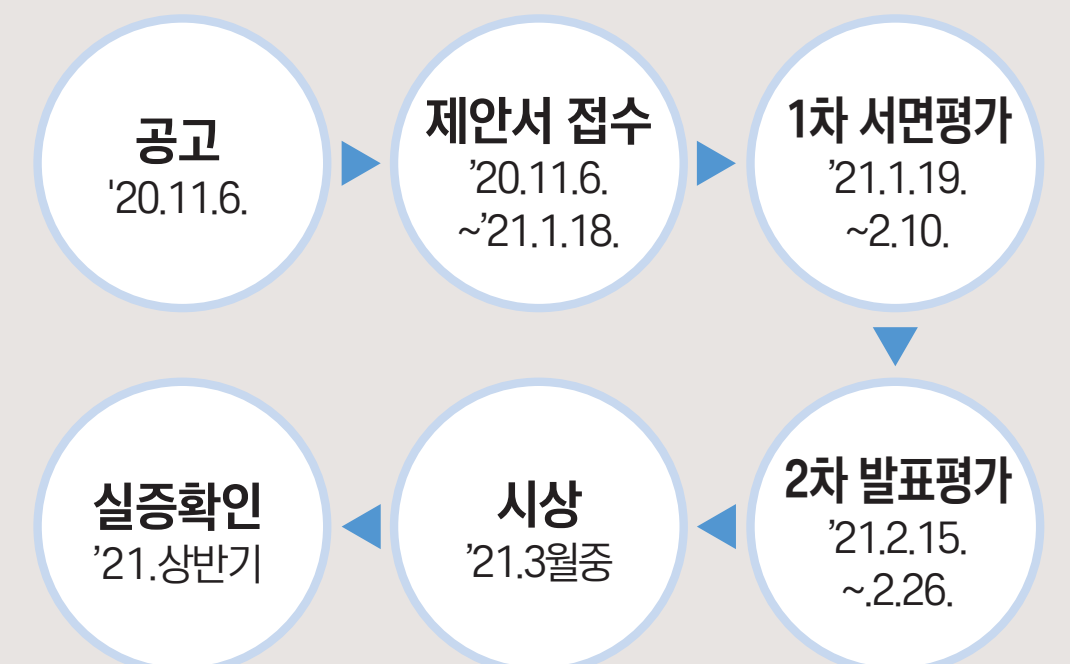 공고
'20.11.6.
제안서 접수
’20.11.6.
~’21.1.18.
1차 서면평가
’21.1.19.
~2.10.
2차 발표평가
’21.2.15.
~.2.26.
시상
’21.3월중
실증확인
’21.상반기